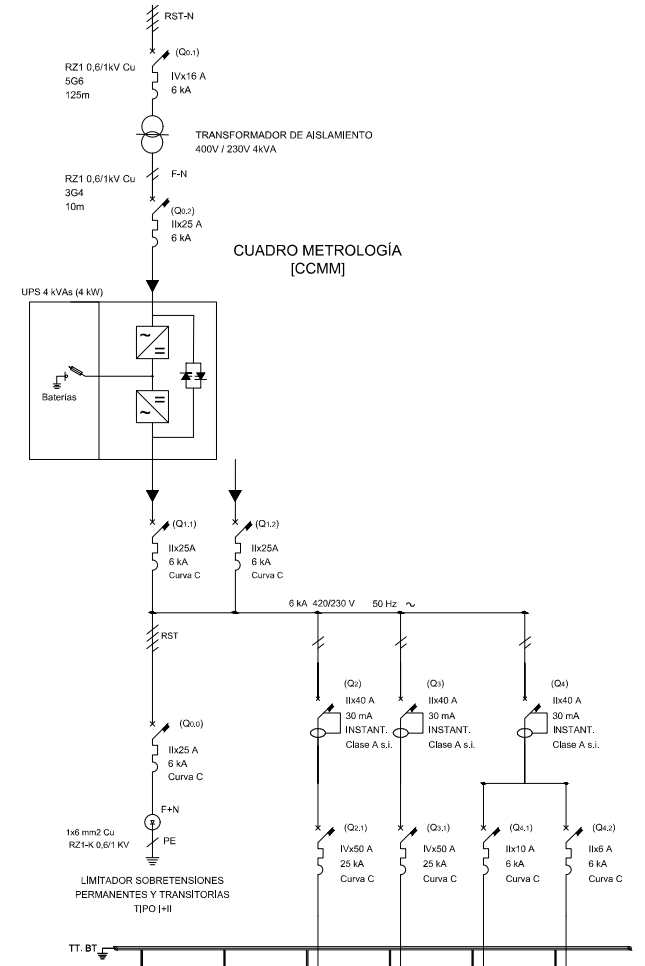 RST-N
(Q0.1)
RZ1 0,6/1kV Cu
5G6
125m
IVx16 A
6 kA
TRANSFORMADOR DE AISLAMIENTO
400V / 230V 4kVA
F-N
RZ1 0,6/1kV Cu
3G4
10m
(Q0.2)
IIx25 A
6 kA
CUADRO METROLOGÍA
[CCMM]
UPS 4 kVAs (4 kW)
Baterías
(Q1.1)
IIx25A
6 kA
Curva C
(Q1.2)
IIx25A
6 kA
Curva C
6 kA 420/230 V 50 Hz ~
RST
(Q2)
IIx40 A
30 mA
INSTANT.
Clase A s.i.
(Q3)
IIx40 A
30 mA
INSTANT.
Clase A s.i.
(Q4)
IIx40 A
30 mA
INSTANT.
Clase A s.i.
(Q0.0)
IIx25 A
6 kA
Curva C
F+N
1x6 mm2 Cu
RZ1-K 0,6/1 KV
PE
LIMITADOR SOBRETENSIONES
PERMANENTES Y TRANSITORÍAS
TIPO I+II
(Q2.1)
IVx50 A
25 kA
Curva C
(Q3.1)
IVx50 A
25 kA
Curva C
(Q4.1)
IIx10 A
6 kA
Curva C
(Q4.2)
IIx6 A
6 kA
Curva C
TT. BT